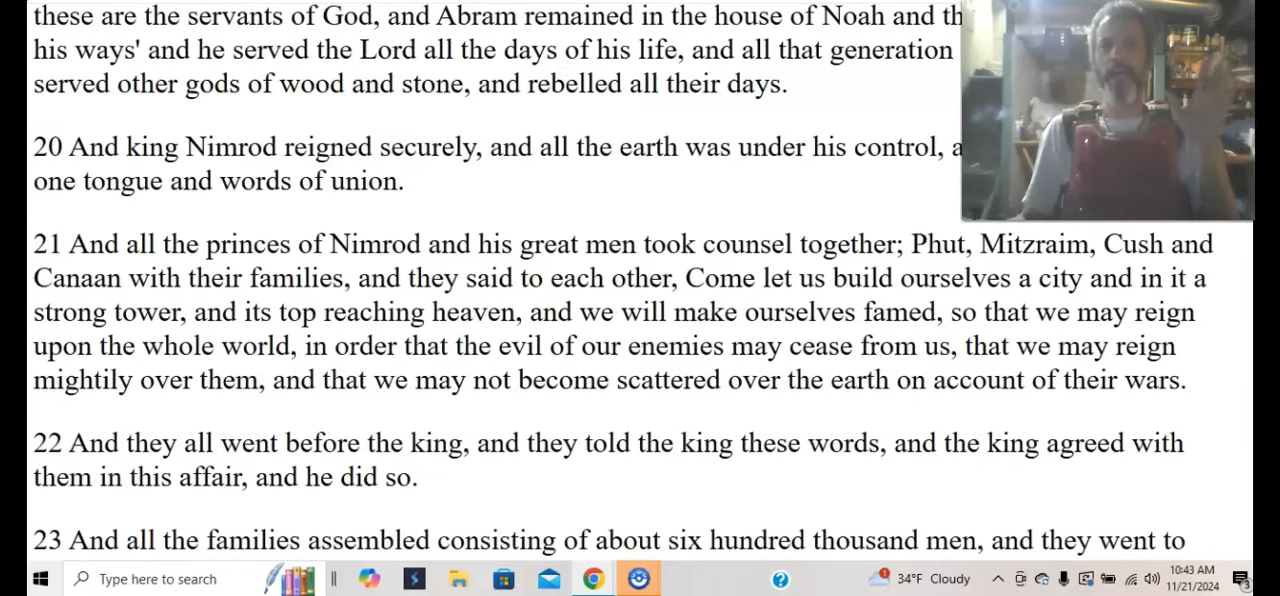 these are the servants of God, and Abram remained in the house of Noah and
his ways' and he served the Lord all the days of his life, and all that generation
served other gods of wood and stone, and rebelled all their days.
20 And king Nimrod reigned securely, and all the earth was under his control,
one tongue and words of union.
21 And all the princes of Nimrod and his great men took counsel together; Phut, Mitzraim, Cush and
Canaan with their families, and they said to each other, Come let us build ourselves a city and in it a
strong tower, and its top reaching heaven, and we will make ourselves famed, so that we may reign
upon the whole world, in order that the evil of our enemies may cease from us, that we may reign
mightily over them, and that we may not become scattered over the earth on account of their wars.
22 And they all went before the king, and they told the king these words, and the king agreed with
them in this affair, and he did so.
23 And all the families assembled consisting of about six hundred thousand men, and they went to
Type here to search
34°F Cloudy
10:43 AM
11/21/2024